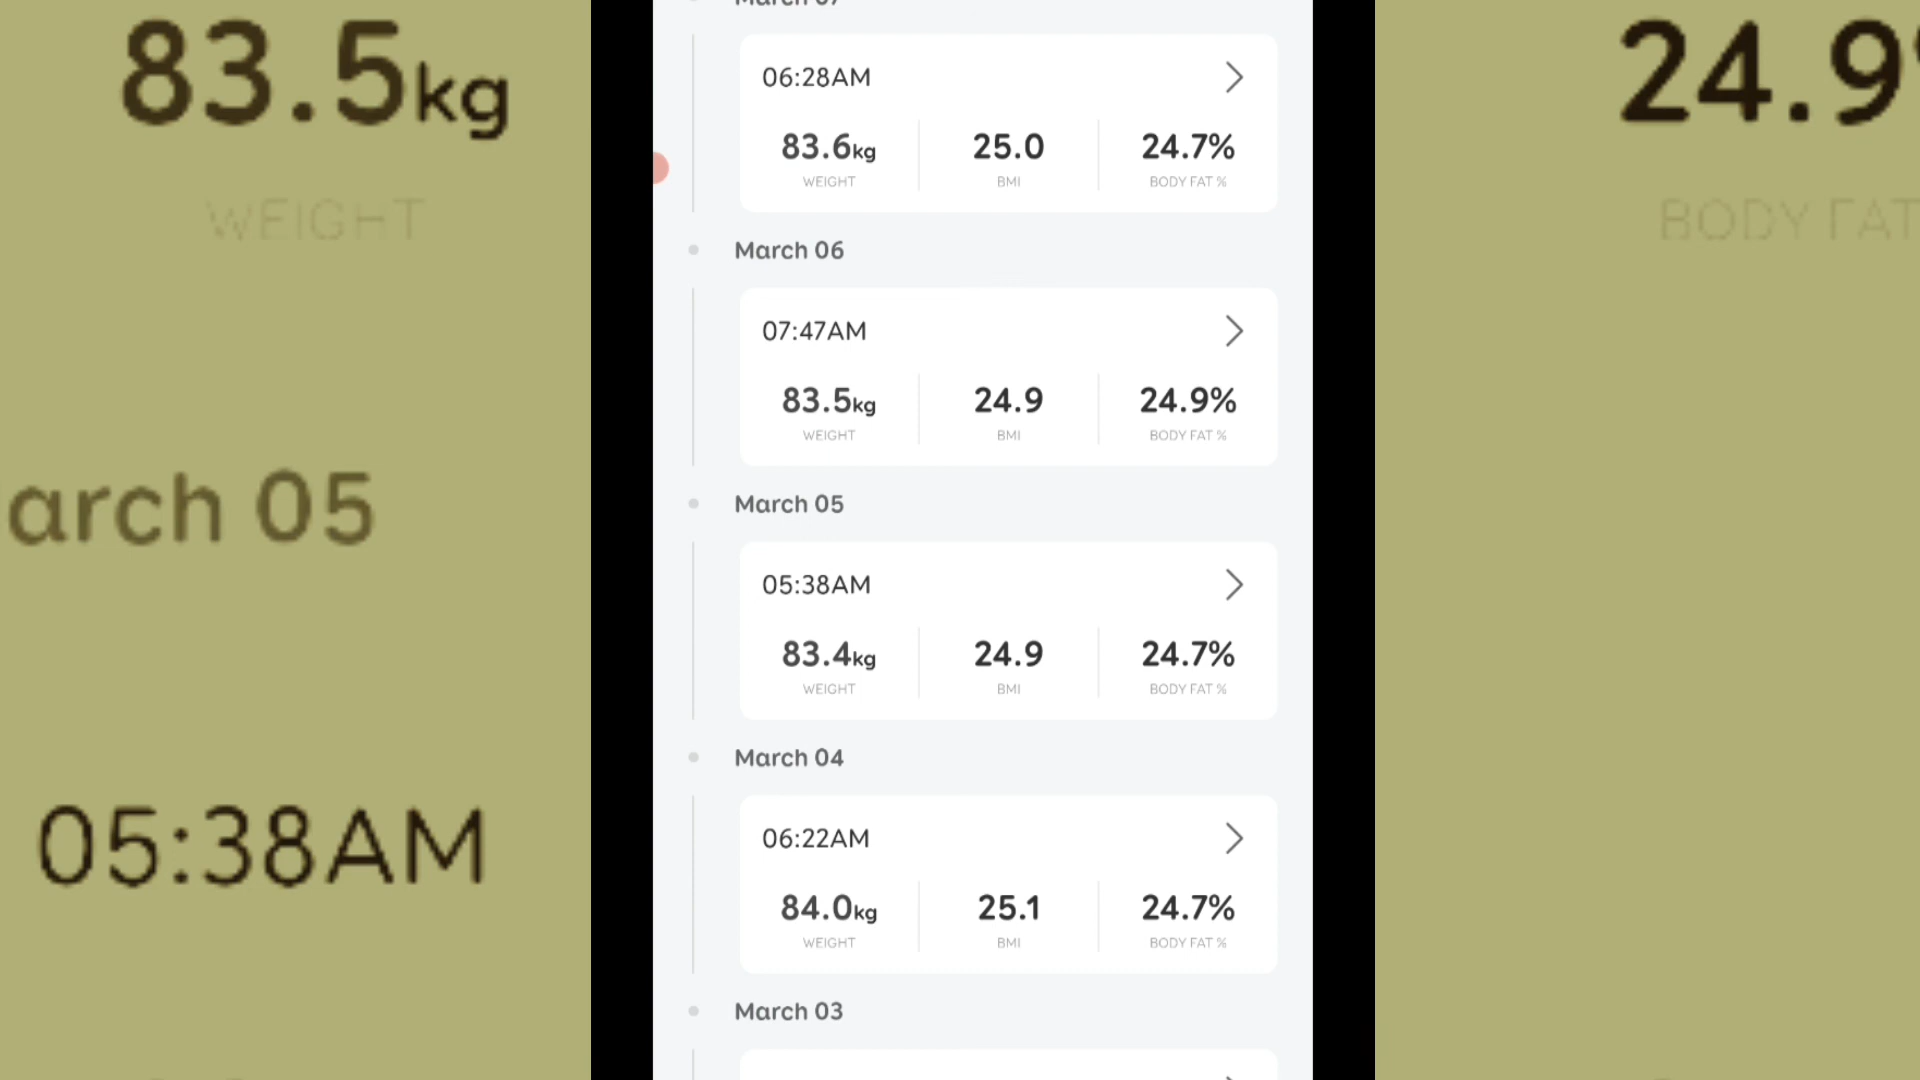 83.5kg
WEIGHT
arch 05
05:38AM
March 07
06:28AM
83.6kg 25.0 24.7%
WEIGHT BMI BODY FAT %
March 06
07:47AM
83.5kg 24.9 24.9%
WEIGHT BMI BODY FAT %
March 05
05:38AM
83.4kg 24.9 24.7%
WEIGHT BMI BODY FAT %
March 04
06:22AM
84.0kg 25.1 24.7%
WEIGHT BMI BODY FAT %
March 03
24.9
BODY FAT